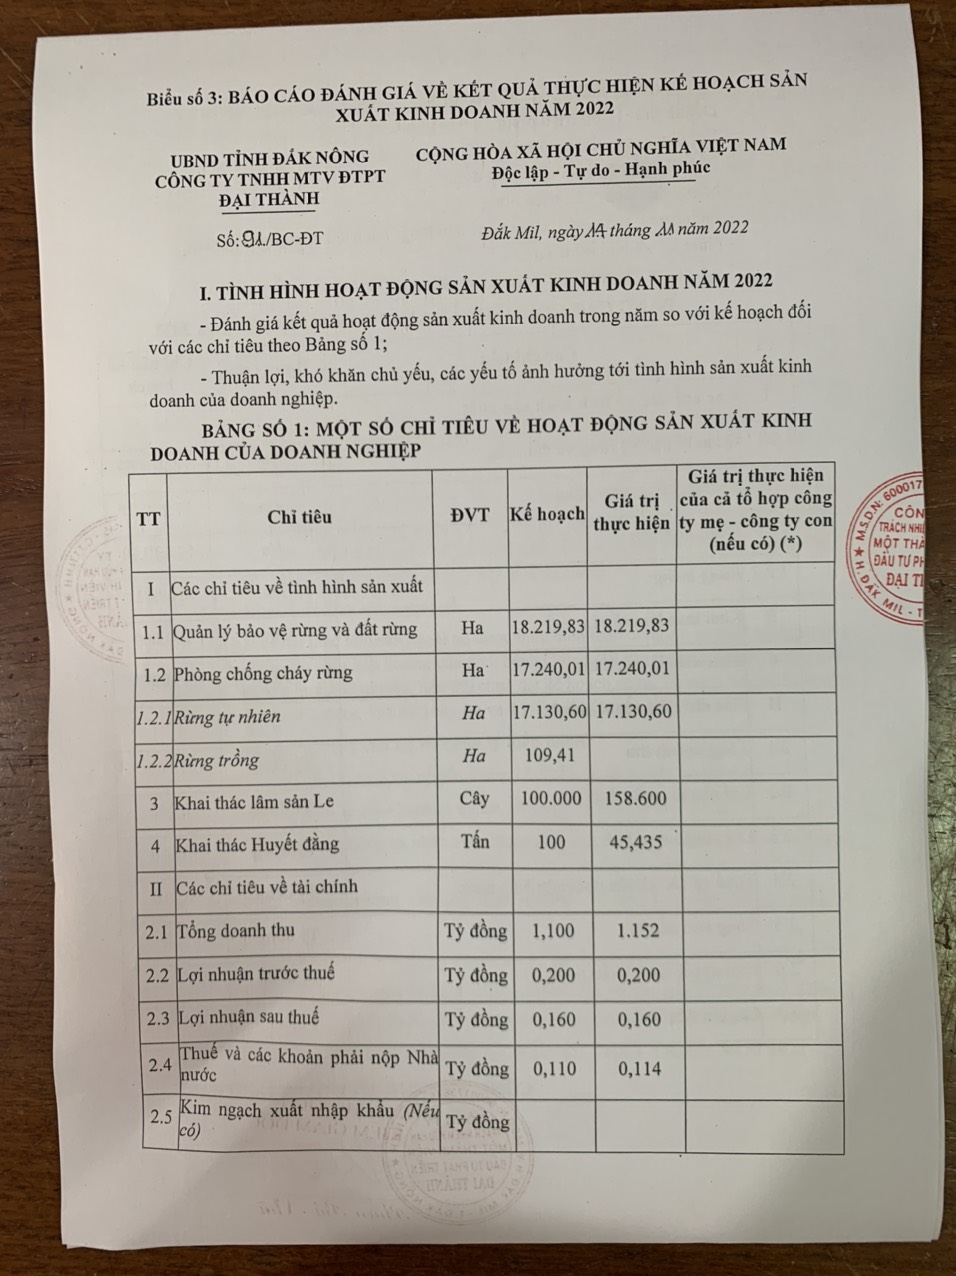 Biểu số 3: BÁO CÁO ĐÁNH GIÁ VỀ KẾT QUẢ THỰC HIỆN KẾ HOẠCH SẢN
XUẤT KINH DOANH NĂM 2022
UBND TỈNH ĐẮK NÔNG
CÔNG TY TNHH MTV ĐTPT
ĐẠI THÀNH
CỘNG HÒA XÃ HỘI CHỦ NGHĨA VIỆT NAM
Độc lập - Tự do - Hạnh phúc
Số: /BC-ĐT
Đắk Mil, ngày tháng năm 2022
I. TÌNH HÌNH HOẠT ĐỘNG SẢN XUẤT KINH DOANH NĂM 2022
- Đánh giá kết quả hoạt động sản xuất kinh doanh trong năm so với kế hoạch đối
với các chỉ tiêu theo Bảng số 1;
- Thuận lợi, khó khăn chủ yếu, các yếu tố ảnh hưởng tới tình hình sản xuất kinh
doanh của doanh nghiệp.
BẢNG SỐ 1: MỘT SỐ CHỈ TIÊU VỀ HOẠT ĐỘNG SẢN XUẤT KINH
DOANH CỦA DOANH NGHIỆP
TT Chỉ tiêu ĐVT Kế hoạch Giá trị thực hiện Giá trị thực hiện của cả tổ hợp công ty mẹ - công ty con (nếu có) (*)
I Các chỉ tiêu về tình hình sản xuất
1.1 Quản lý bảo vệ rừng và đất rừng Ha 18.219,83 18.219,83
1.2 Phòng chống cháy rừng Ha 17.240,01 17.240,01
1.2.1 Rừng tự nhiên Ha 17.130,60 17.130,60
1.2.2 Rừng trồng Ha 109,41
3 Khai thác lâm sản Le Cây 100.000 158.600
4 Khai thác Huyết đằng Tấn 100 45,435
II Các chỉ tiêu về tài chính
2.1 Tổng doanh thu Tỷ đồng 1,100 1.152
2.2 Lợi nhuận trước thuế Tỷ đồng 0,200 0,200
2.3 Lợi nhuận sau thuế Tỷ đồng 0,160 0,160
2.4 Thuế và các khoản phải nộp Nhà nước Tỷ đồng 0,110 0,114
2.5 Kim ngạch xuất nhập khẩu (Nếu có) Tỷ đồng
M.S.D.N: 600017
CÔN
TRÁCH NHI
MỘT THÀ
ĐẦU TƯ PH
ĐẠI T
H. ĐẮK MIL - T